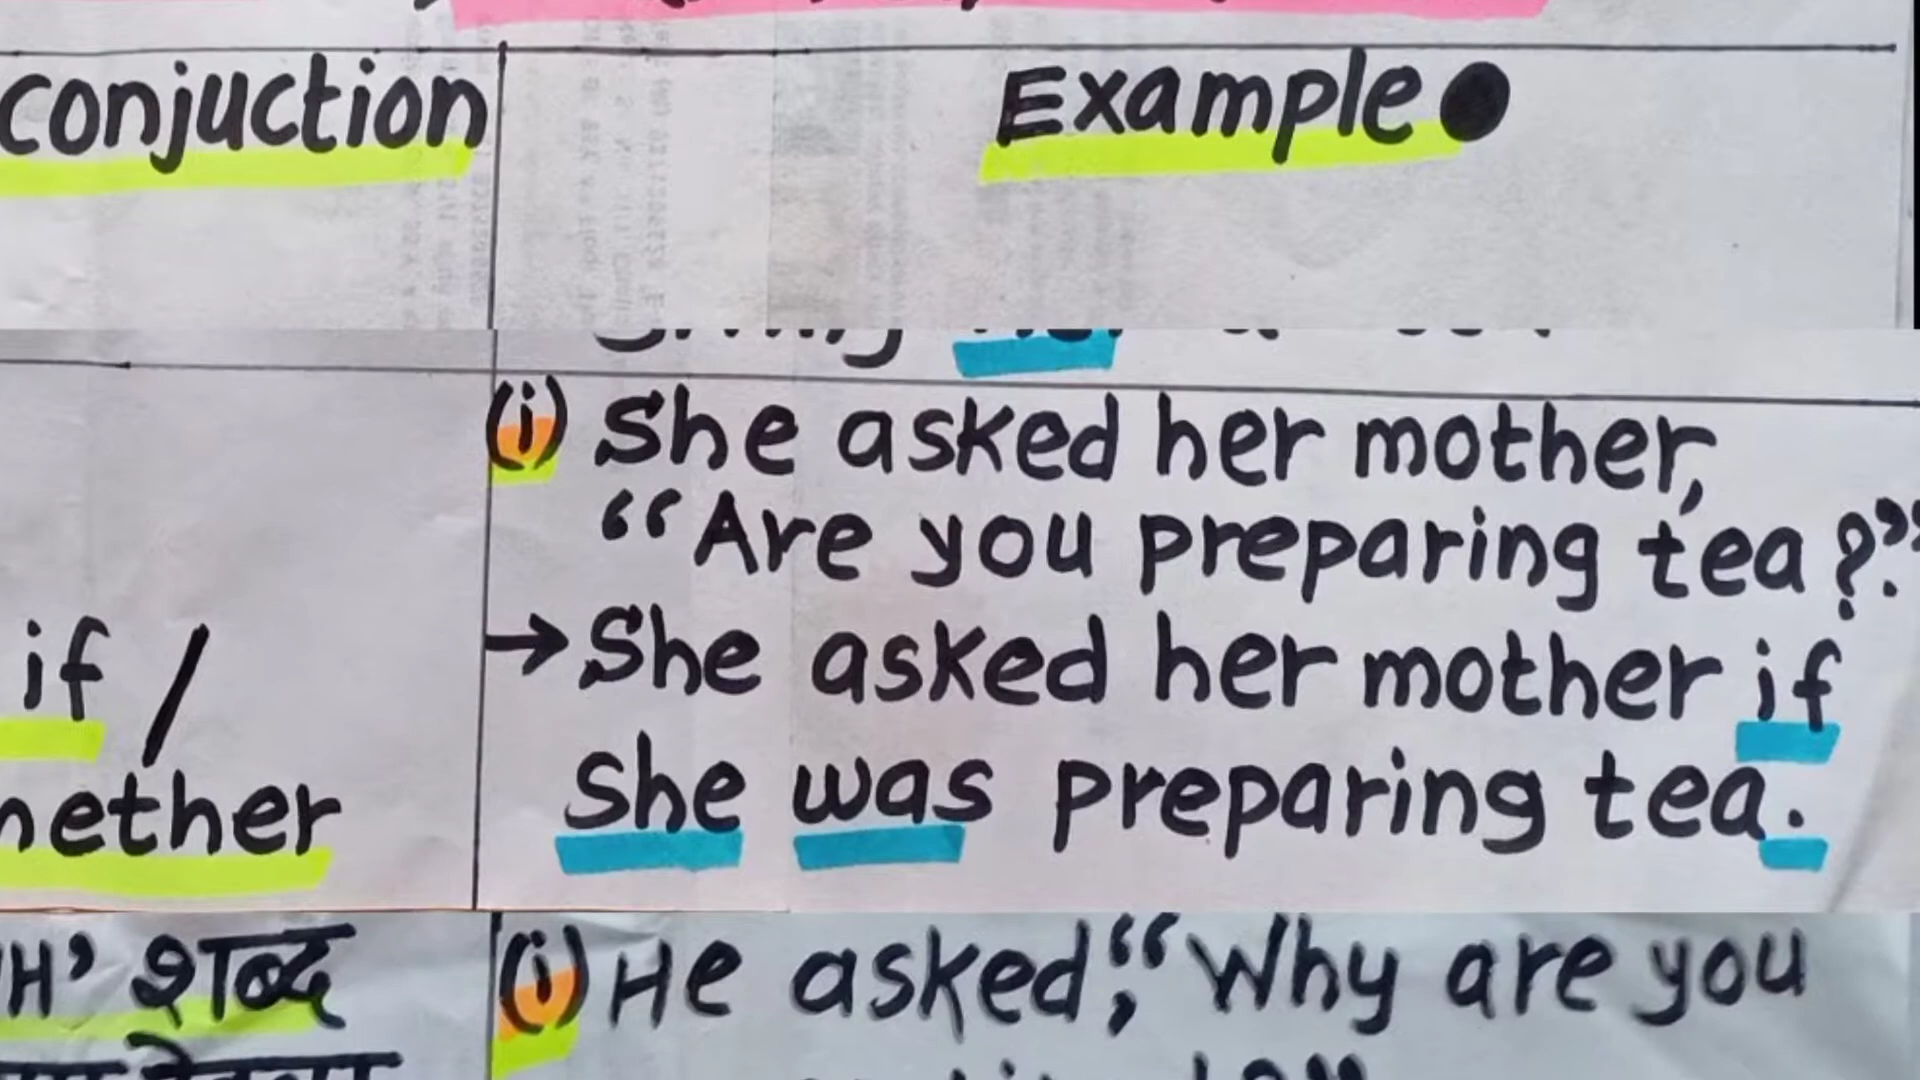 conjuction
Example
(i) She asked her mother,
“Are you preparing tea?”
if /
→ She asked her mother if
she was preparing tea.
hether
H’ शब्द
(i) He asked, “Why are you